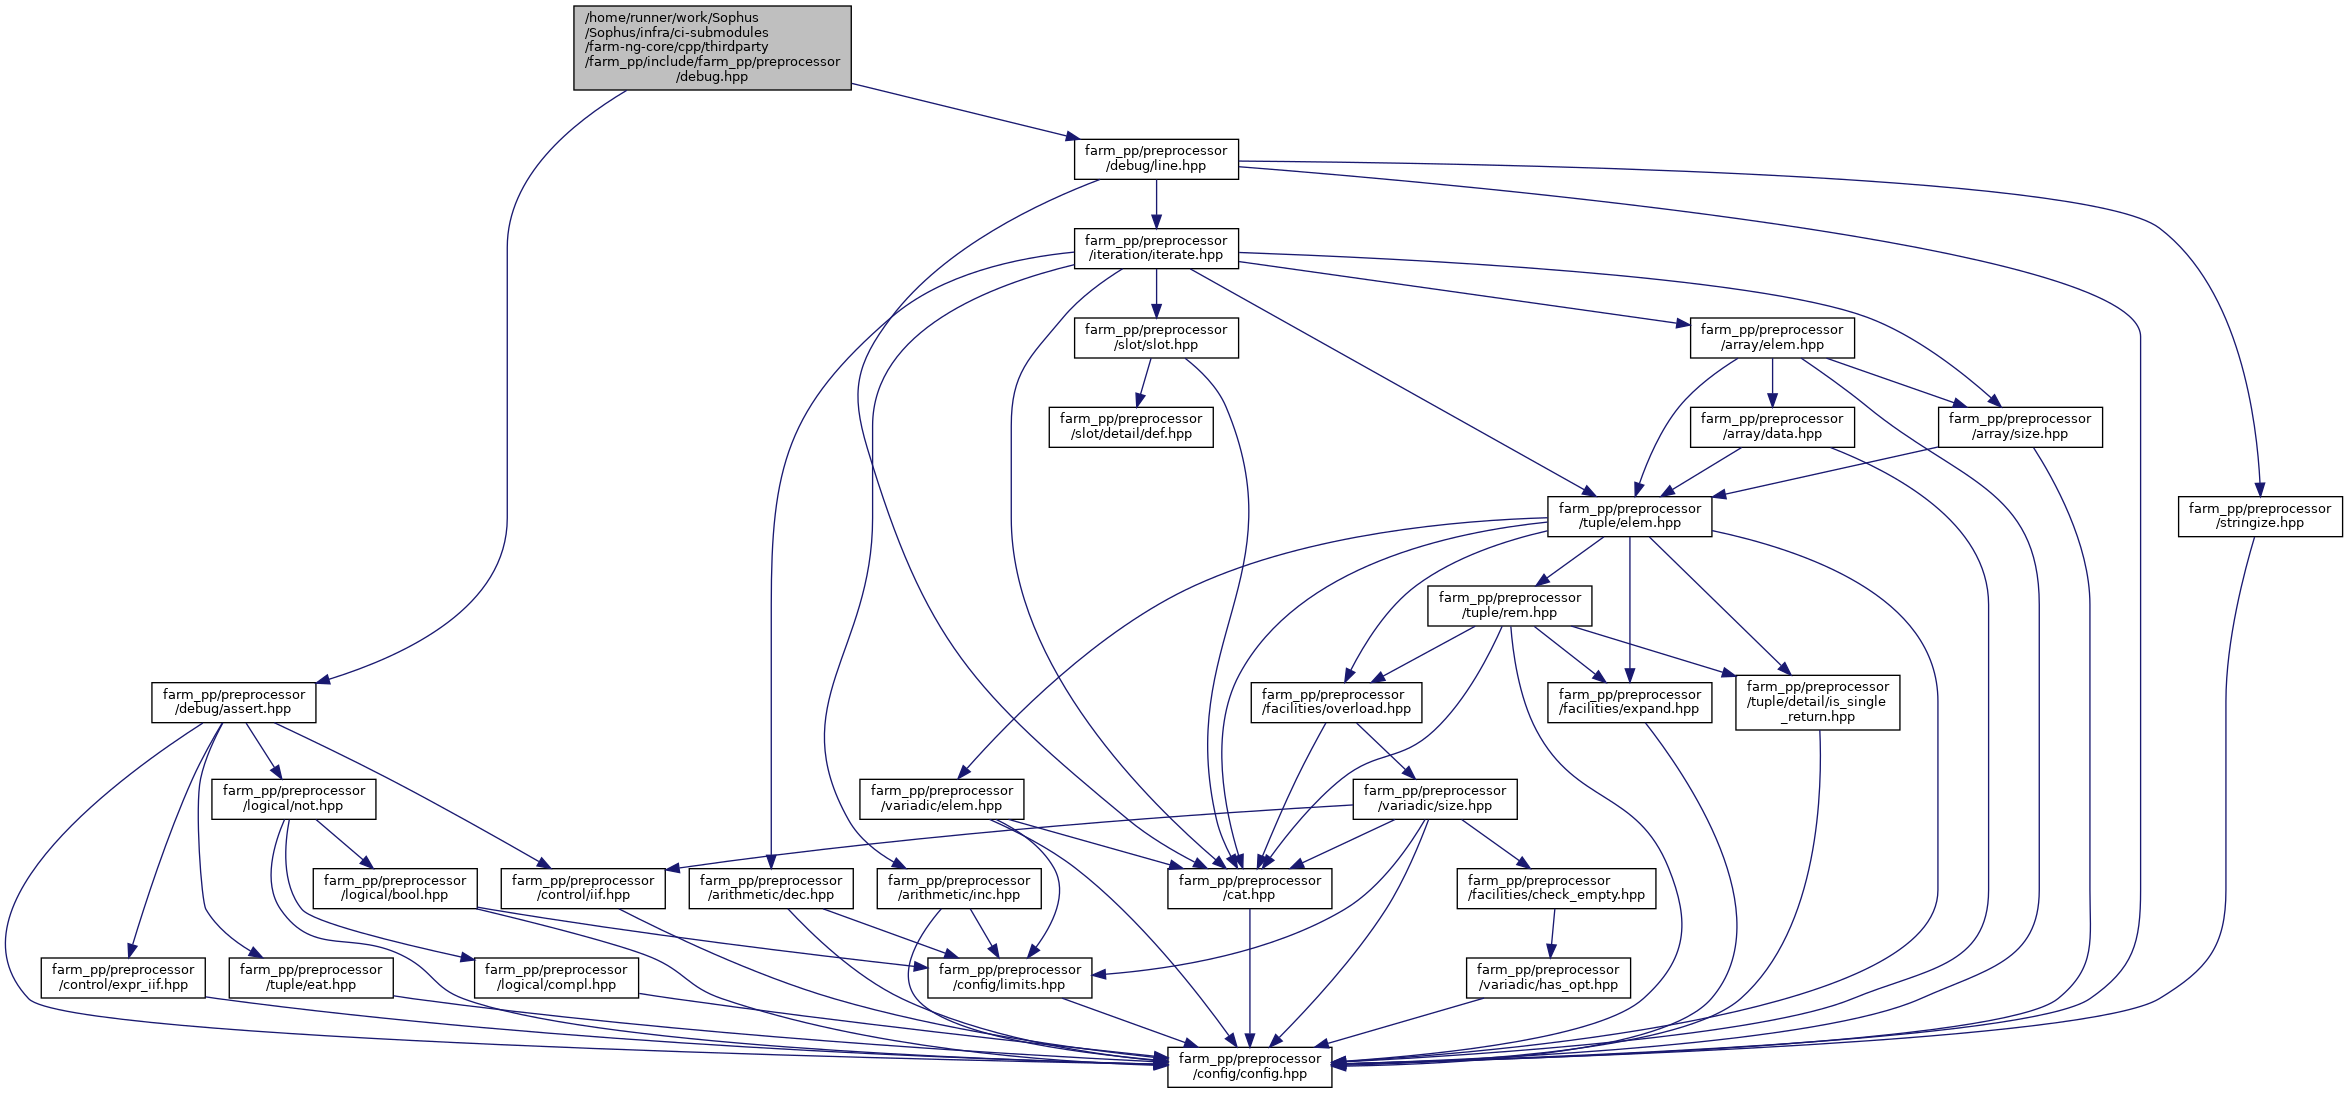 /home/runner/work/Sophus
/Sophus/infra/ci-submodules
/farm-ng-core/cpp/thirdparty
/farm_pp/include/farm_pp/preprocessor
/debug.hpp
farm_pp/preprocessor
/debug/line.hpp
farm_pp/preprocessor
/iteration/iterate.hpp
farm_pp/preprocessor
/slot/slot.hpp
farm_pp/preprocessor
/array/elem.hpp
farm_pp/preprocessor
/slot/detail/def.hpp
farm_pp/preprocessor
/array/data.hpp
farm_pp/preprocessor
/array/size.hpp
farm_pp/preprocessor
/tuple/elem.hpp
farm_pp/preprocessor
/stringize.hpp
farm_pp/preprocessor
/tuple/rem.hpp
farm_pp/preprocessor
/debug/assert.hpp
farm_pp/preprocessor
/facilities/overload.hpp
farm_pp/preprocessor
/facilities/expand.hpp
farm_pp/preprocessor
/tuple/detail/is_single
_return.hpp
farm_pp/preprocessor
/logical/not.hpp
farm_pp/preprocessor
/variadic/elem.hpp
farm_pp/preprocessor
/variadic/size.hpp
farm_pp/preprocessor
/logical/bool.hpp
farm_pp/preprocessor
/control/iif.hpp
farm_pp/preprocessor
/arithmetic/dec.hpp
farm_pp/preprocessor
/arithmetic/inc.hpp
farm_pp/preprocessor
/cat.hpp
farm_pp/preprocessor
/facilities/check_empty.hpp
farm_pp/preprocessor
/control/expr_iif.hpp
farm_pp/preprocessor
/tuple/eat.hpp
farm_pp/preprocessor
/logical/compl.hpp
farm_pp/preprocessor
/config/limits.hpp
farm_pp/preprocessor
/variadic/has_opt.hpp
farm_pp/preprocessor
/config/config.hpp